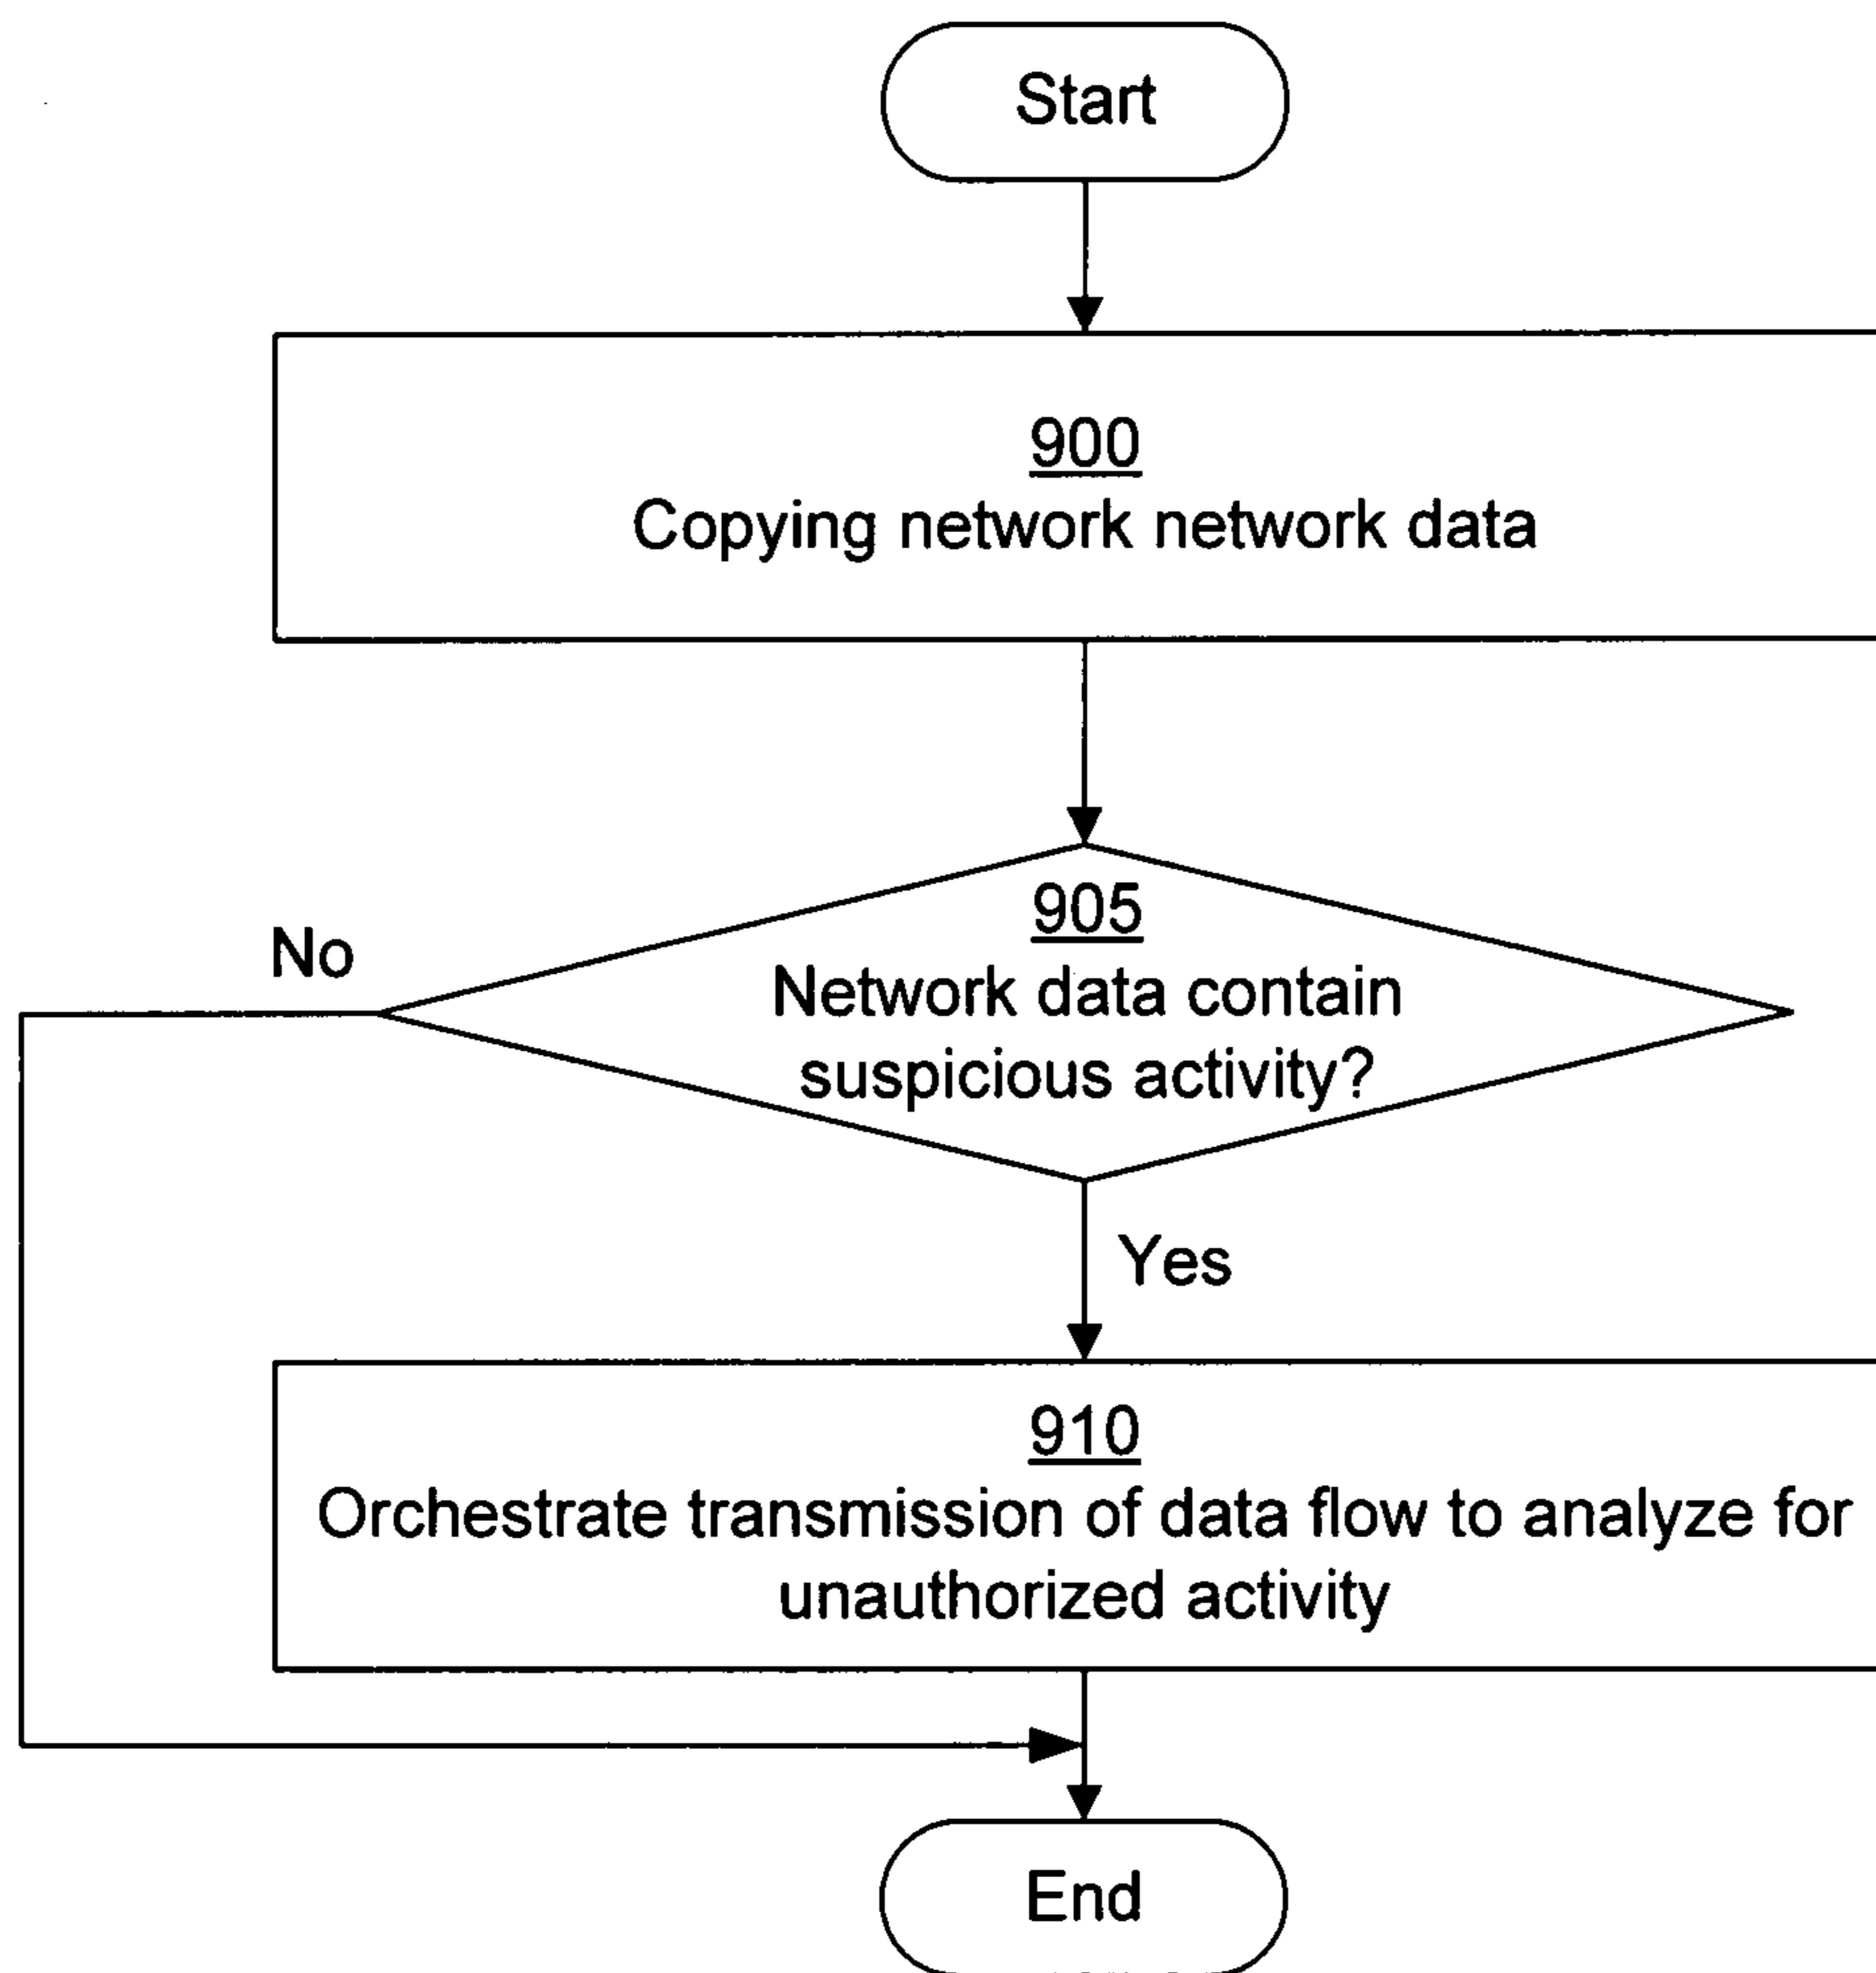 Start
900
Copying network network data
905
Network data contain
suspicious activity?
No
Yes
910
Orchestrate transmission of data flow to analyze for
unauthorized activity
End